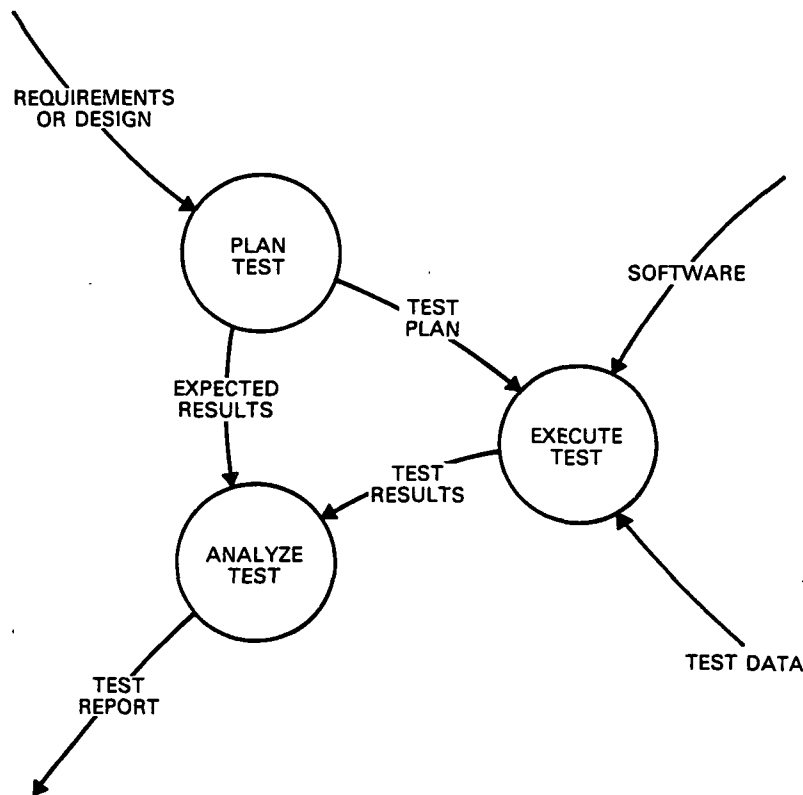 REQUIREMENTS
OR DESIGN
PLAN
TEST
SOFTWARE
TEST
PLAN
EXPECTED
RESULTS
EXECUTE
TEST
TEST
RESULTS
ANALYZE
TEST
TEST DATA
TEST
REPORT